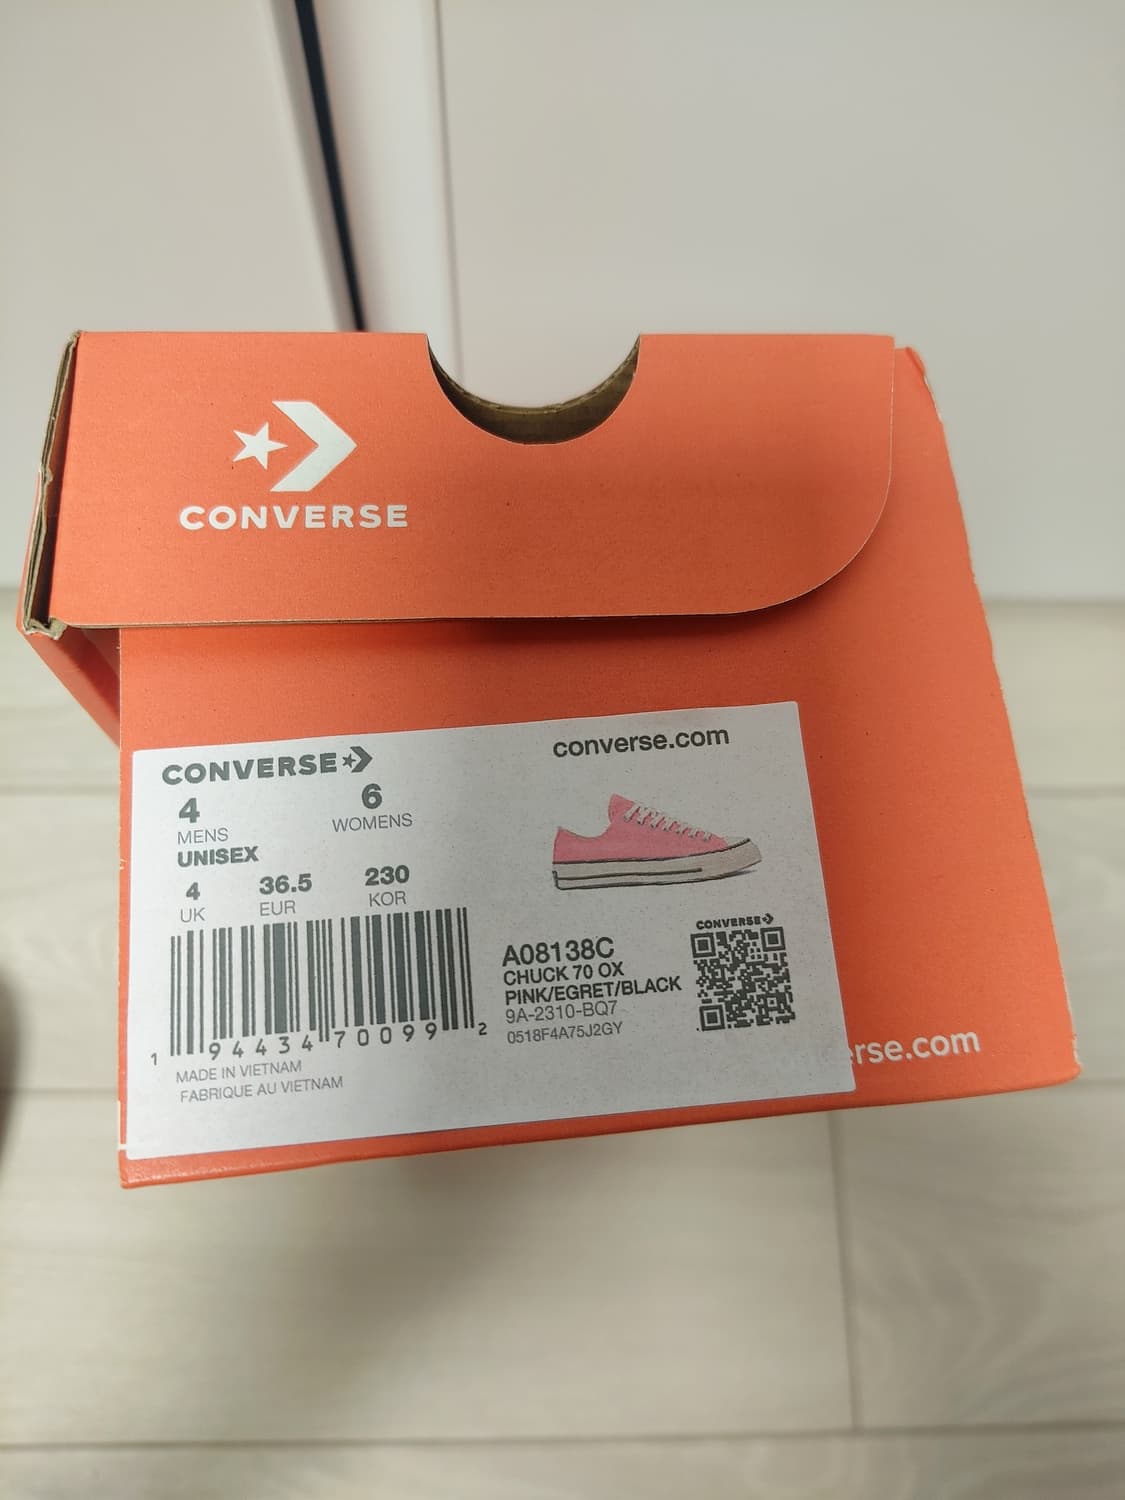 CONVERSE
CONVERSE
converse.com
4 6
MENS WOMENS
UNISEX
4 36.5 230
UK EUR KOR
1 94434 70099 2
MADE IN VIETNAM
FABRIQUE AU VIETNAM
CONVERSE
A08138C
CHUCK 70 OX
PINK/EGRET/BLACK
9A-2310-BQ7
0518F4A75J2GY
erse.com